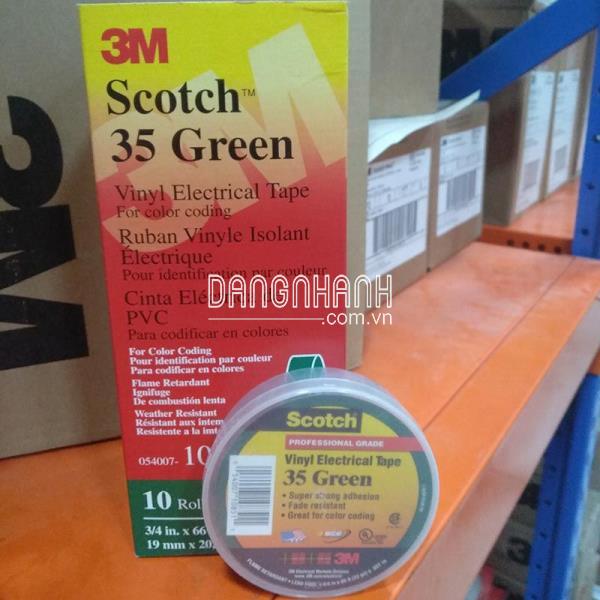 3M
Scotch™
35 Green
Vinyl Electrical Tape
For color coding
Ruban Vinyle Isolant
Électrique
Pour identification par couleur
Cinta
PVC
Para codificar en colores
DANGNHANH
.com.vn
For Color Coding
Pour identification par couleur
Para codificar en colores
Flame Retardant
Ignifuge
De combustión lenta
Weather Resistant
Résistant aux
Resistente a la
054007-10
10
3/4 in. x 66
19 mm x 20
Scotch
PROFESSIONAL GRADE
Vinyl Electrical Tape
35 Green
• Super strong adhesion
• Fade resistant
• Great for color coding
3M
3M